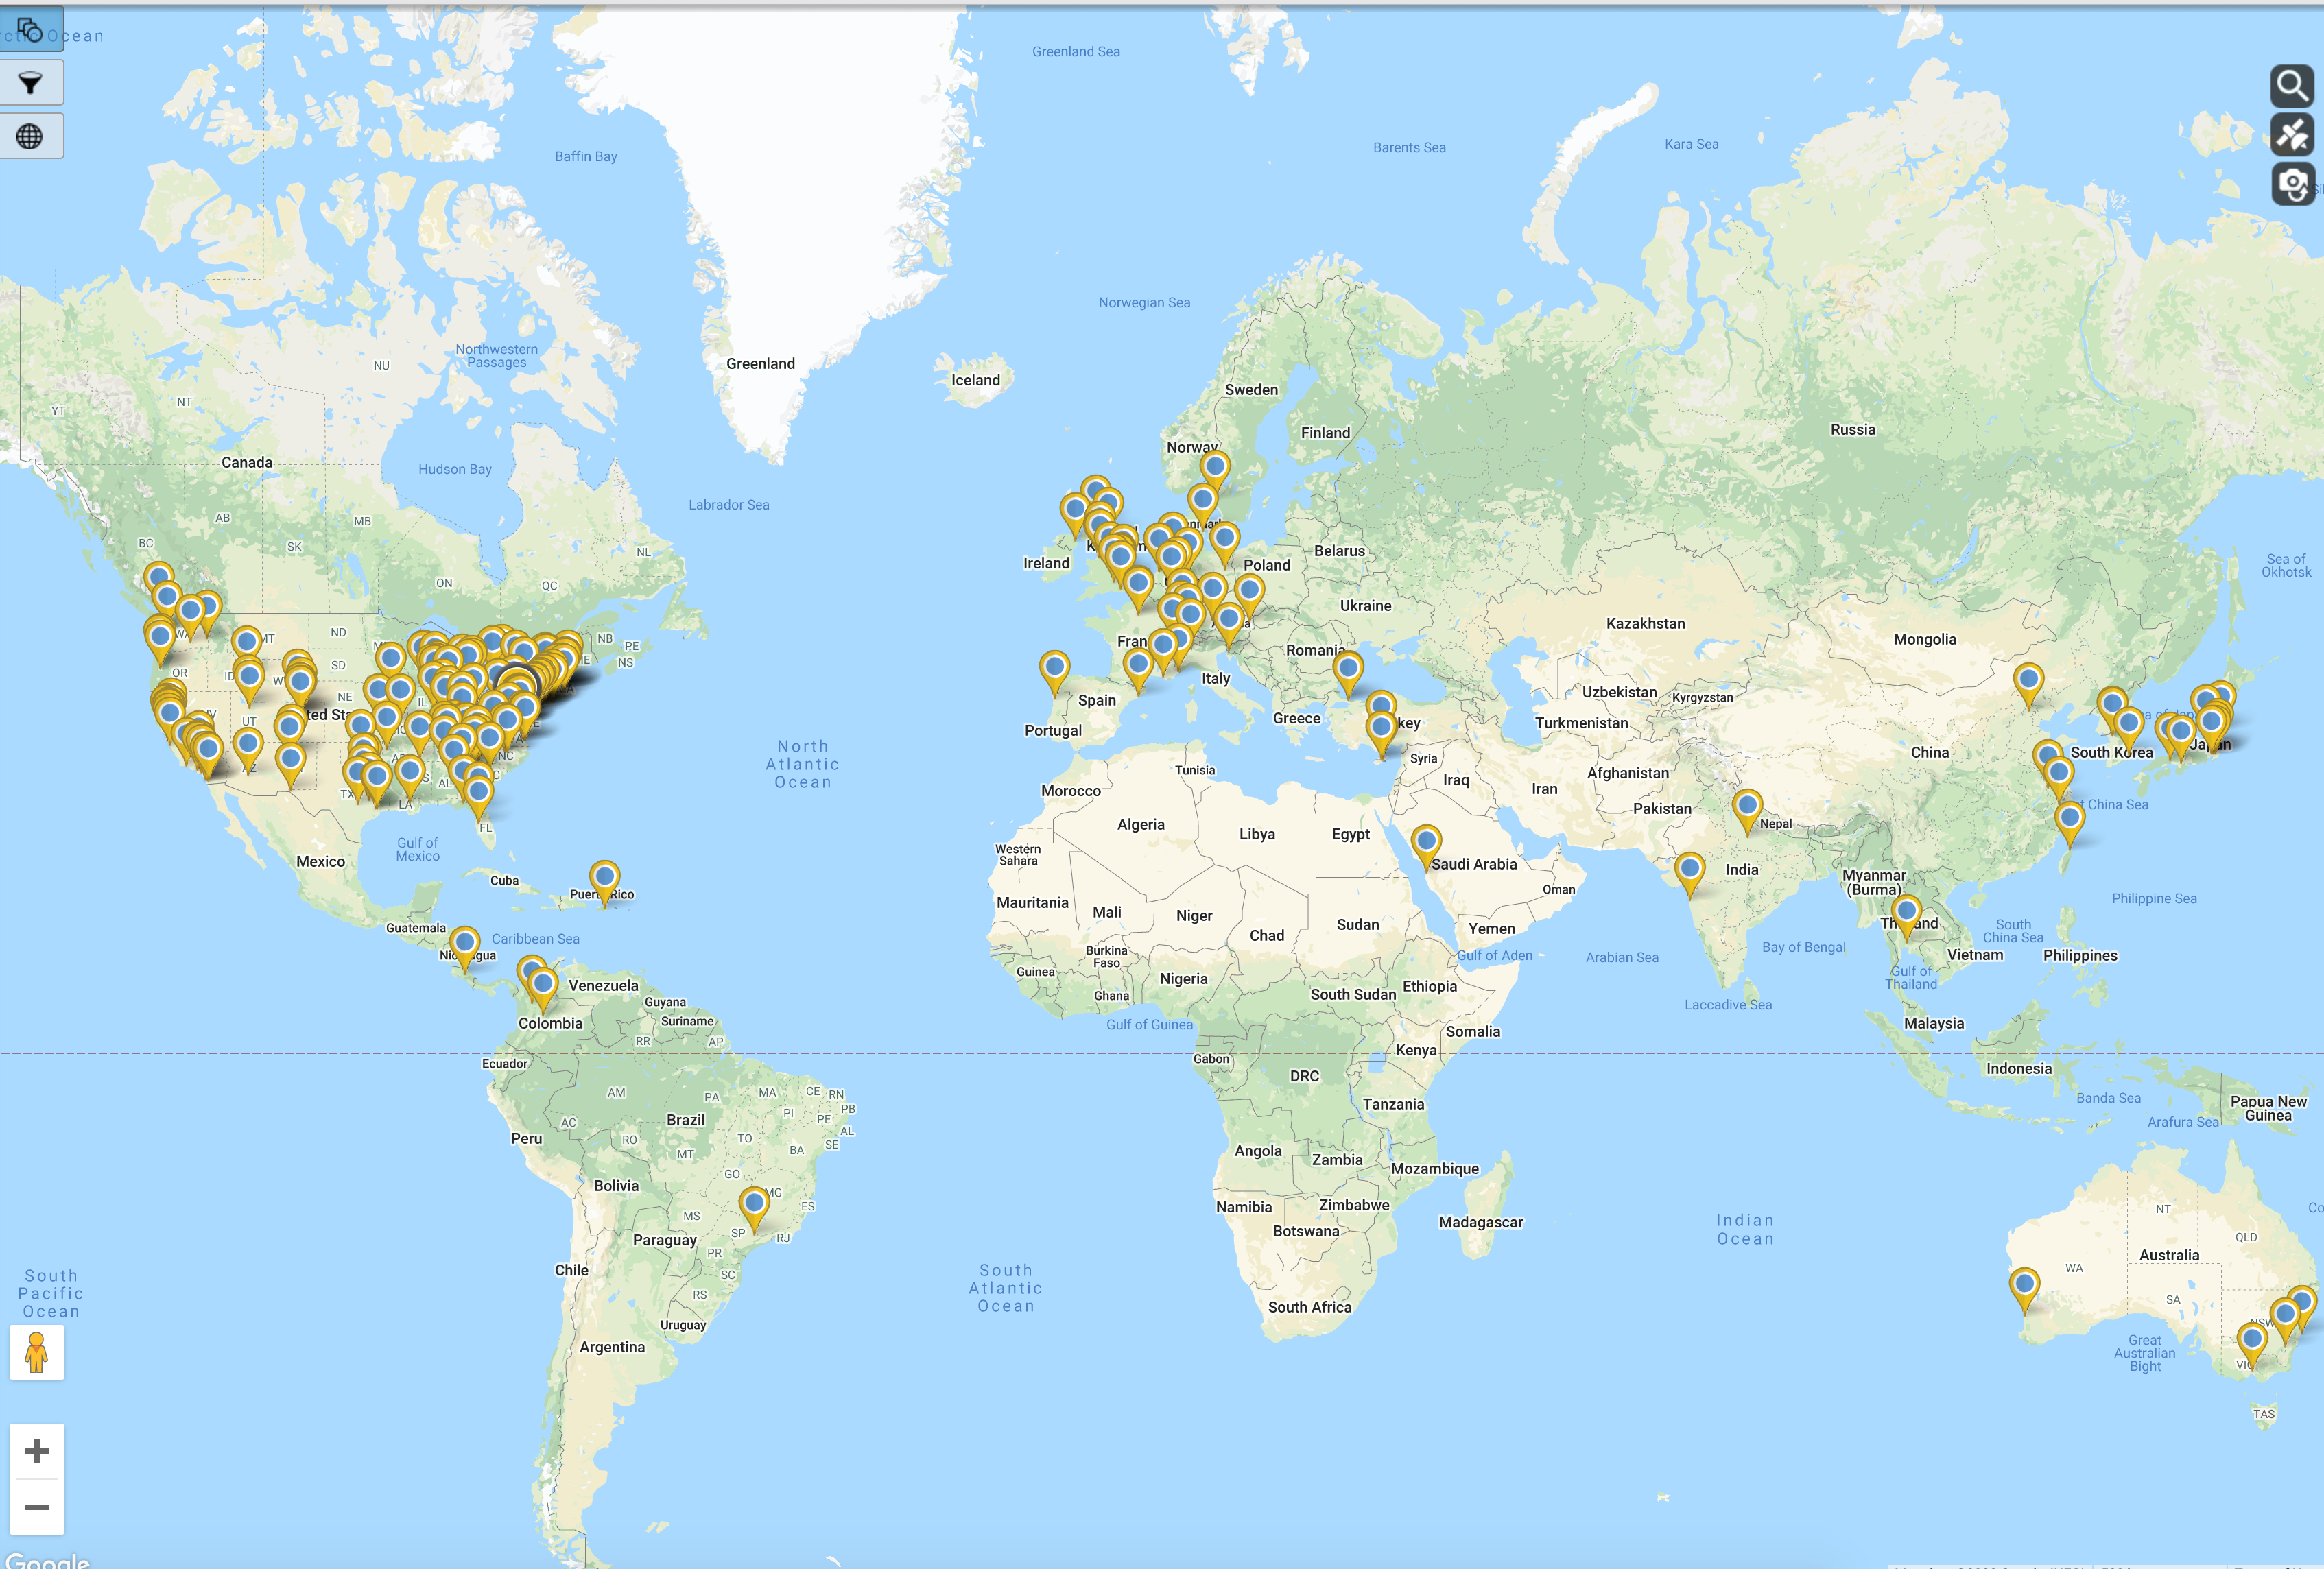 Ocean
Greenland Sea
Baffin Bay
Barents Sea
Kara Sea
Norwegian Sea
Northwestern
Passages
NU
Greenland
Iceland
Sweden
NT
YT
Finland
Russia
Norway
Canada
Hudson Bay
Labrador Sea
AB
MB
BC
SK
NL
ON
QC
Ireland
Poland
Belarus
Sea of
Okhotsk
Ukraine
Kazakhstan
Mongolia
MT
ND
NB
PE
NS
SD
OR
NE
IL
UT
Romania
Italy
Spain
Portugal
Greece
Uzbekistan
Kyrgyzstan
Turkmenistan
North
Atlantic
Ocean
China
South Korea
Japan
Syria
Iraq
Iran
Afghanistan
Pakistan
Nepal
Tunisia
Morocco
Algeria
Libya
Egypt
Western
Sahara
NC
AL
LA
FL
Gulf of
Mexico
Mexico
Cuba
Puerto Rico
Saudi Arabia
Oman
India
Myanmar
(Burma)
Philippine Sea
Mauritania
Mali
Niger
Chad
Sudan
Yemen
Guatemala
Caribbean Sea
Burkina
Faso
Gulf of Aden
Arabian Sea
Bay of Bengal
South
China Sea
Vietnam
Philippines
Gulf of
Thailand
Guinea
Ghana
Nigeria
South Sudan
Ethiopia
Laccadive Sea
Malaysia
Venezuela
Guyana
Suriname
Colombia
Gulf of Guinea
Somalia
RR
AP
Ecuador
Gabon
Kenya
DRC
Indonesia
Tanzania
Banda Sea
Papua New
Guinea
Arafura Sea
AM
PA
MA
CE
RN
PB
PI
PE
AL
SE
AC
Brazil
RO
TO
BA
MT
Peru
Angola
Zambia
Mozambique
GO
MG
ES
Bolivia
Namibia
Zimbabwe
Botswana
Madagascar
Indian
Ocean
MS
SP
RJ
Paraguay
PR
SC
RS
Chile
Uruguay
Argentina
South
Pacific
Ocean
South
Atlantic
Ocean
South Africa
NT
QLD
Australia
WA
SA
NSW
VIC
Great
Australian
Bight
TAS
Google